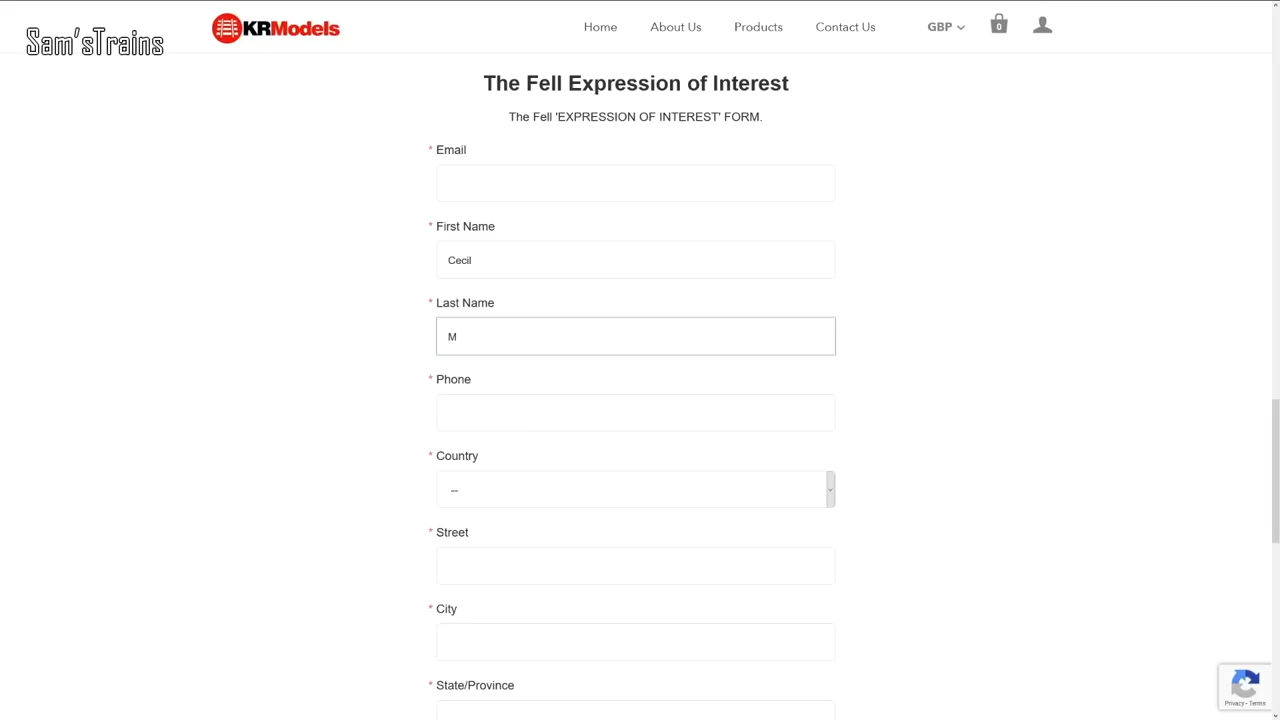 Sam'sTrains
KRModels
Home
About Us
Products
Contact Us
GBP
0
The Fell Expression of Interest
The Fell 'EXPRESSION OF INTEREST' FORM.
* Email
* First Name
Cecil
* Last Name
M
* Phone
* Country
--
* Street
* City
* State/Province
Privacy - Terms